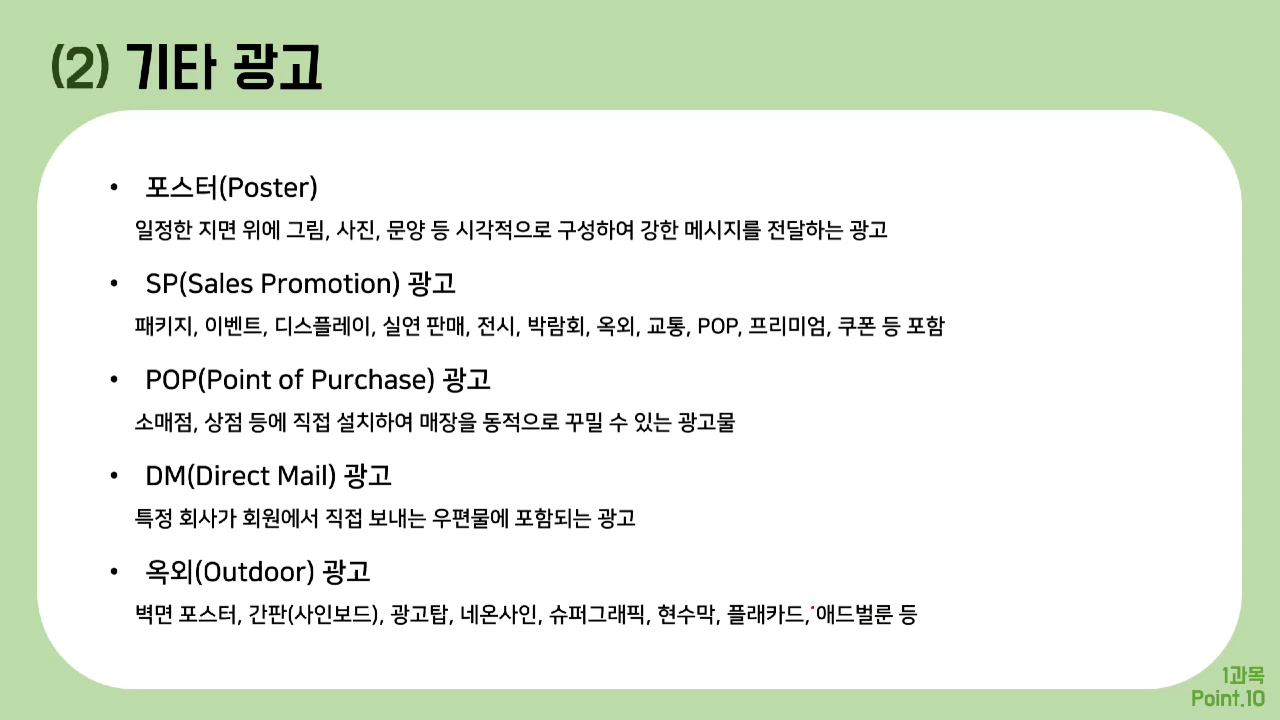 (2) 기타 광고
• 포스터(Poster)
일정한 지면 위에 그림, 사진, 문양 등 시각적으로 구성하여 강한 메시지를 전달하는 광고
• SP(Sales Promotion) 광고
패키지, 이벤트, 디스플레이, 실연 판매, 전시, 박람회, 옥외, 교통, POP, 프리미엄, 쿠폰 등 포함
• POP(Point of Purchase) 광고
소매점, 상점 등에 직접 설치하여 매장을 동적으로 꾸밀 수 있는 광고물
• DM(Direct Mail) 광고
특정 회사가 회원에서 직접 보내는 우편물에 포함되는 광고
• 옥외(Outdoor) 광고
벽면 포스터, 간판(사인보드), 광고탑, 네온사인, 슈퍼그래픽, 현수막, 플래카드, 애드벌룬 등
1과목
Point.10